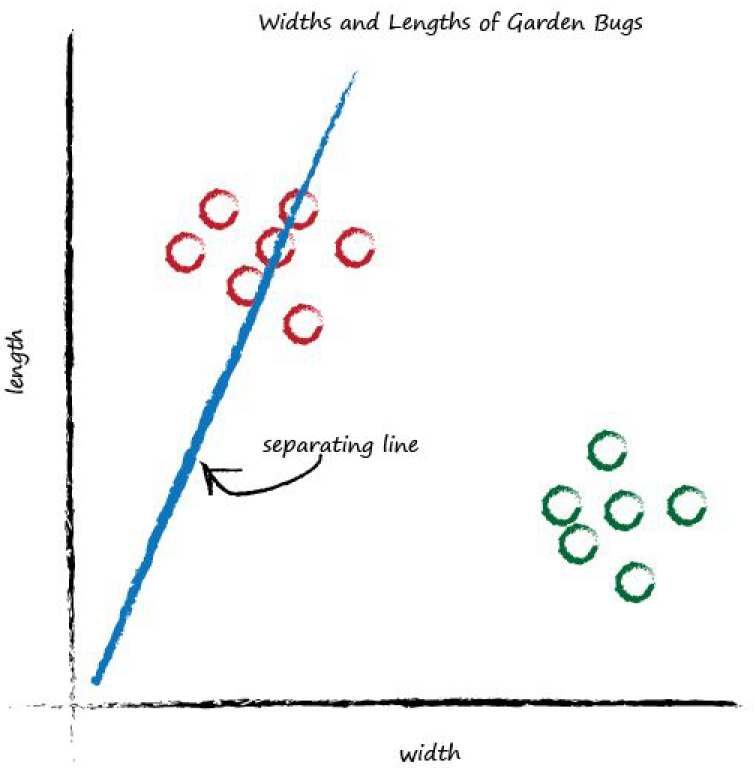 Widths and Lengths of Garden Bugs
length
separating line
width